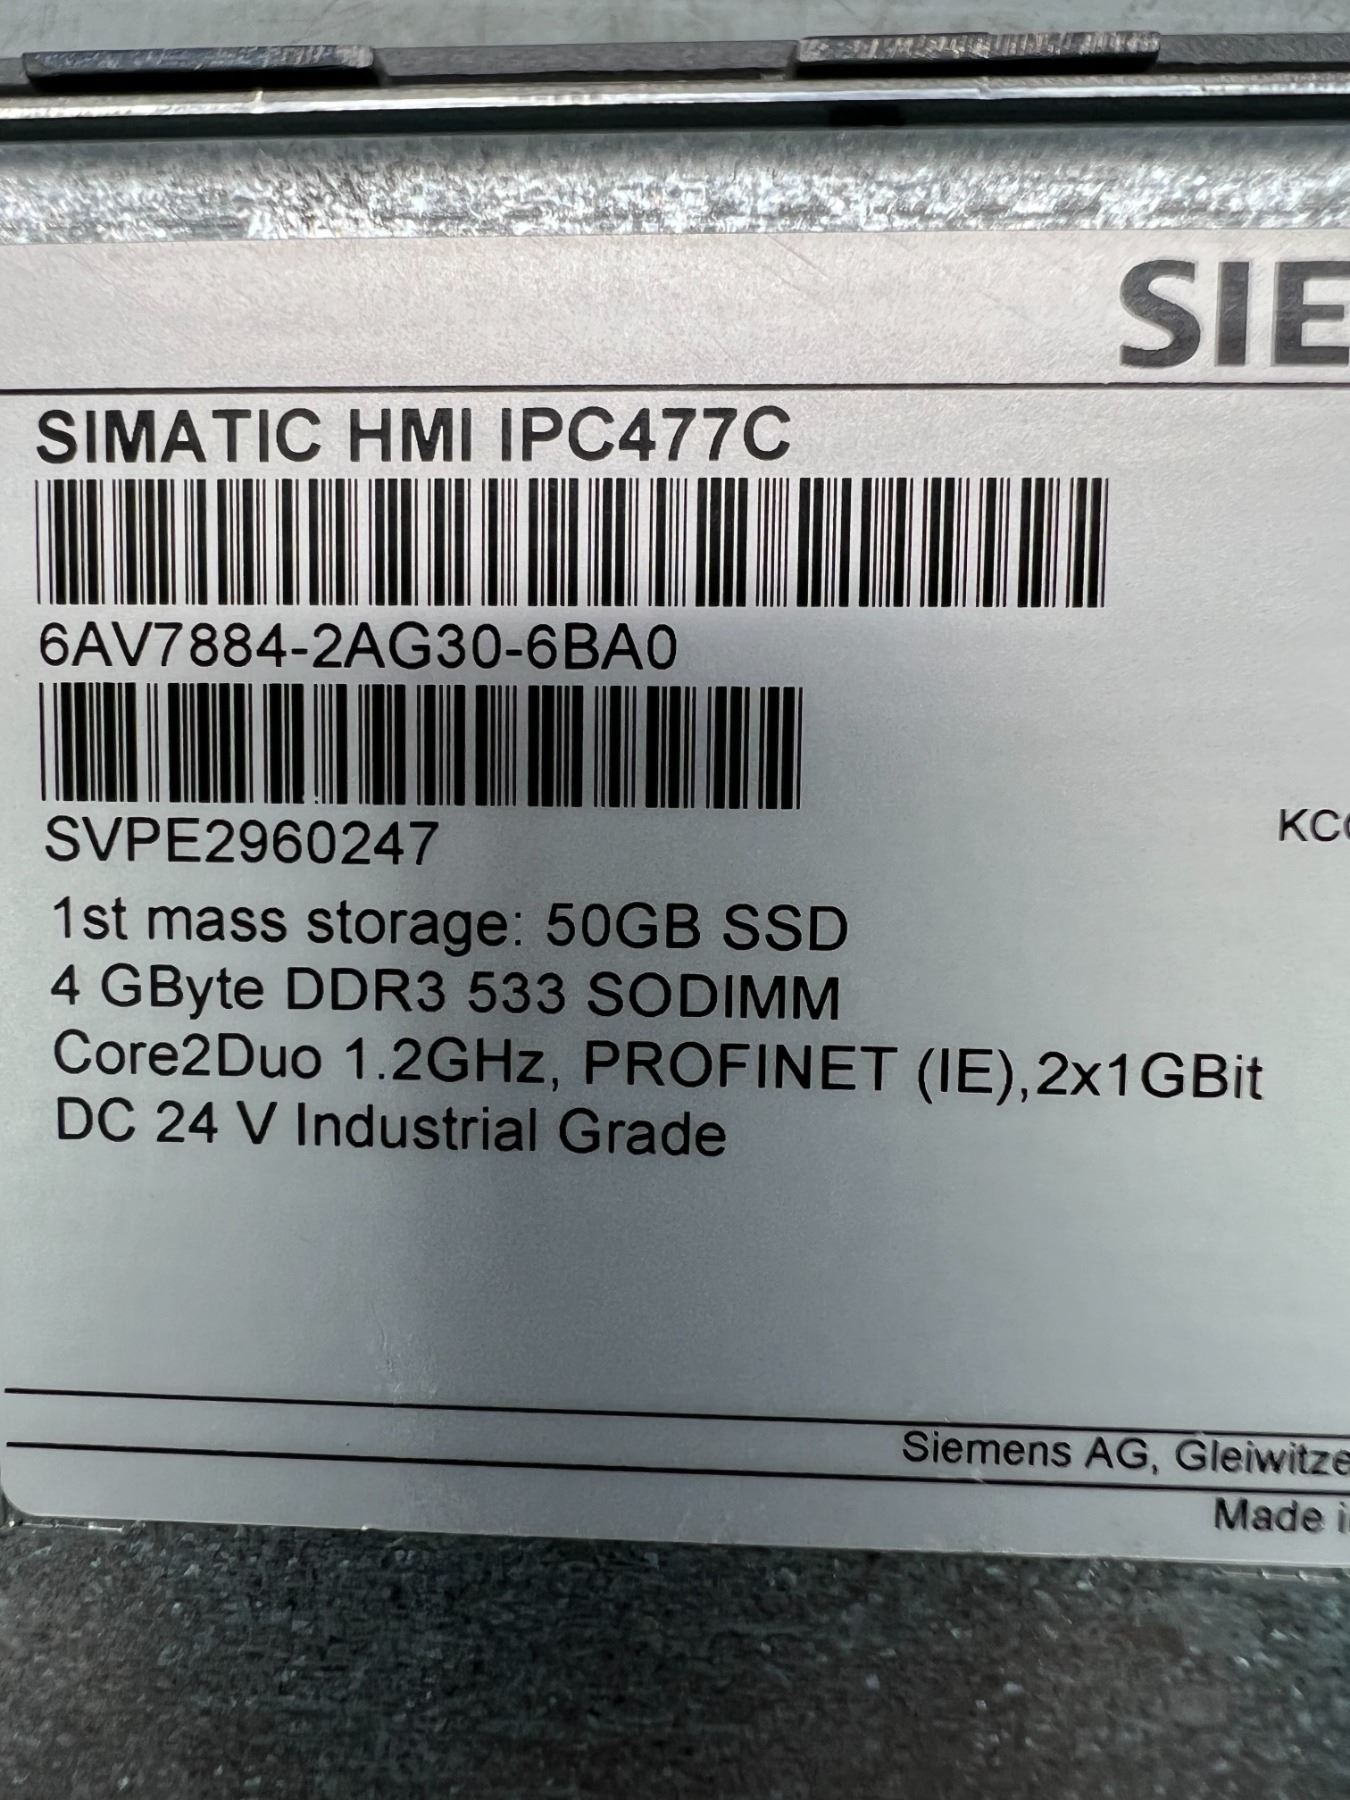 SIE
SIMATIC HMI IPC477C
6AV7884-2AG30-6BA0
SVPE2960247
KCC
1st mass storage: 50GB SSD
4 GByte DDR3 533 SODIMM
Core2Duo 1.2GHz, PROFINET (IE),2x1GBit
DC 24 V Industrial Grade
Siemens AG, Gleiwitze
Made i